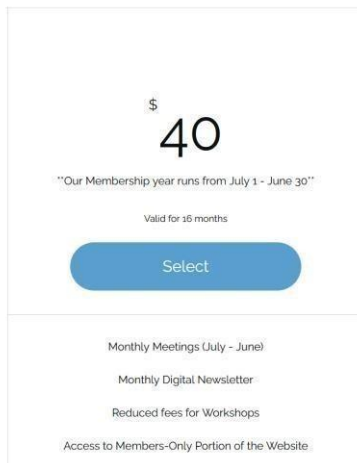 $
40
**Our Membership year runs from July 1 - June 30**
Valid for 16 months
Select
Monthly Meetings (July - June)
Monthly Digital Newsletter
Reduced fees for Workshops
Access to Members-Only Portion of the Website